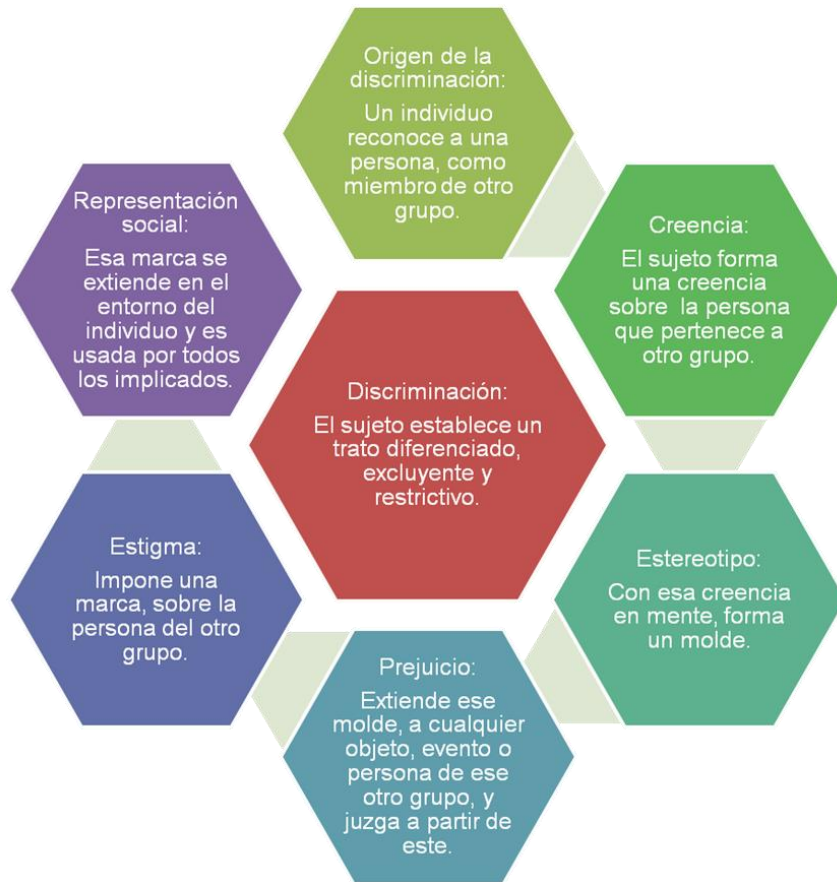 Origen de la
discriminación:
Un individuo
reconoce a una
persona, como
miembro de otro
grupo.
Creencia:
El sujeto forma
una creencia
sobre la persona
que pertenece a
otro grupo.
Estereotipo:
Con esa creencia
en mente, forma
un molde.
Prejuicio:
Extiende ese
molde, a cualquier
objeto, evento o
persona de ese
otro grupo, y
juzga a partir de
este.
Estigma:
Impone una
marca, sobre la
persona del otro
grupo.
Representación
social:
Esa marca se
extiende en el
entorno del
individuo y es
usada por todos
los implicados.
Discriminación:
El sujeto establece un
trato diferenciado,
excluyente y
restrictivo.